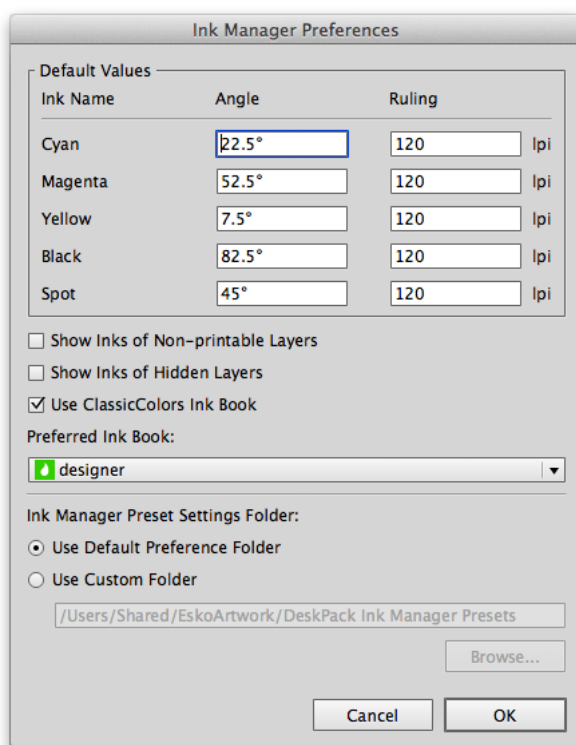 Ink Manager Preferences
Default Values
Ink Name Angle Ruling
Cyan 22.5° 120 lpi
Magenta 52.5° 120 lpi
Yellow 7.5° 120 lpi
Black 82.5° 120 lpi
Spot 45° 120 lpi
Show Inks of Non-printable Layers
Show Inks of Hidden Layers
Use ClassicColors Ink Book
Preferred Ink Book:
designer
Ink Manager Preset Settings Folder:
Use Default Preference Folder
Use Custom Folder
/Users/Shared/EskoArtwork/DeskPack Ink Manager Presets
Browse...
Cancel OK